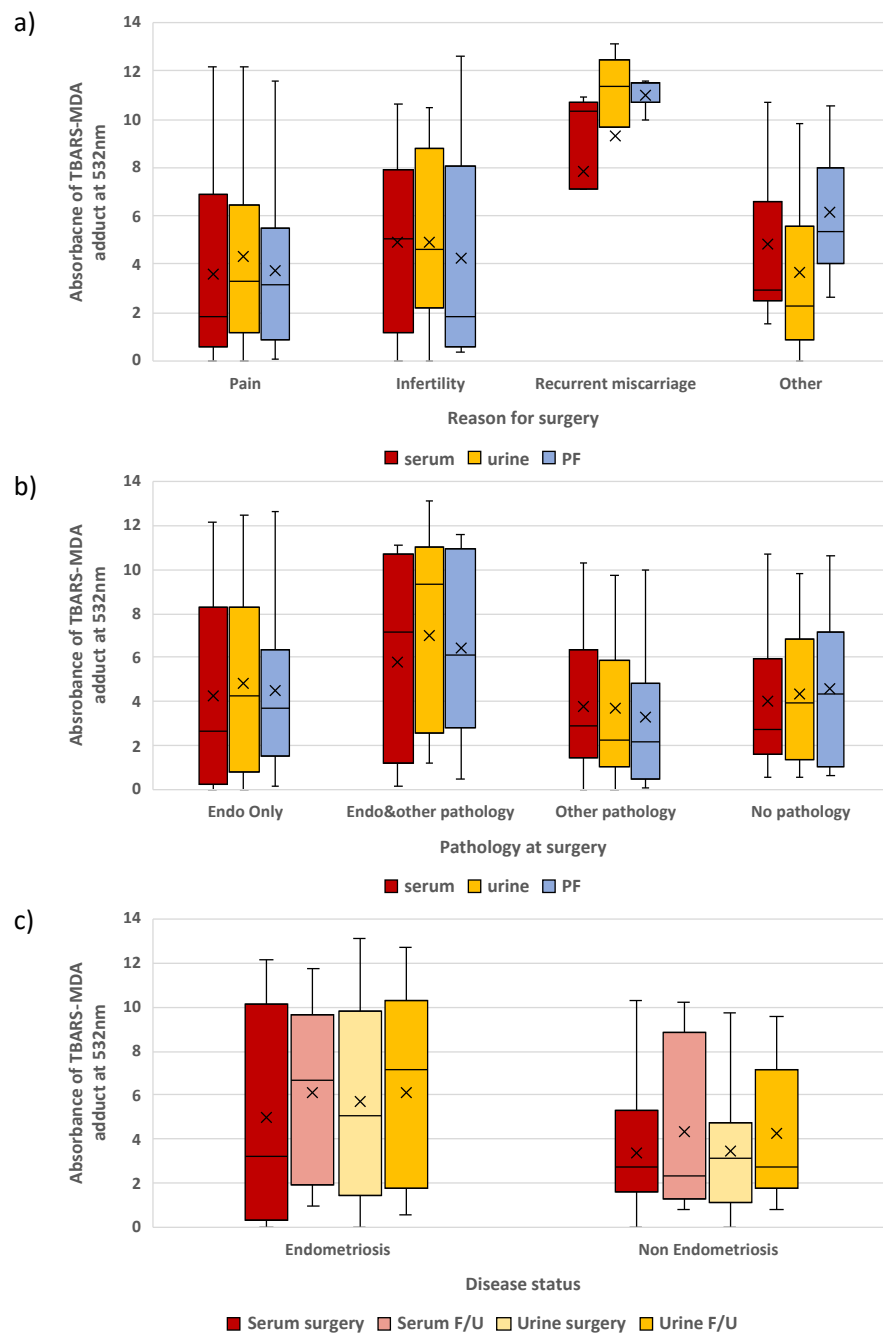 a)
Absorbacne of TBARS-MDA
adduct at 532nm
14
12
10
8
6
4
2
0
Pain Infertility Recurrent miscarriage Other
Reason for surgery
serum urine PF
b)
Absrobance of TBARS-MDA
adduct at 532nm
14
12
10
8
6
4
2
0
Endo Only Endo&other pathology Other pathology No pathology
Pathology at surgery
serum urine PF
c)
Absorbance of TBARS-MDA
adduct at 532nm
14
12
10
8
6
4
2
0
Endometriosis Non Endometriosis
Disease status
Serum surgery Serum F/U Urine surgery Urine F/U